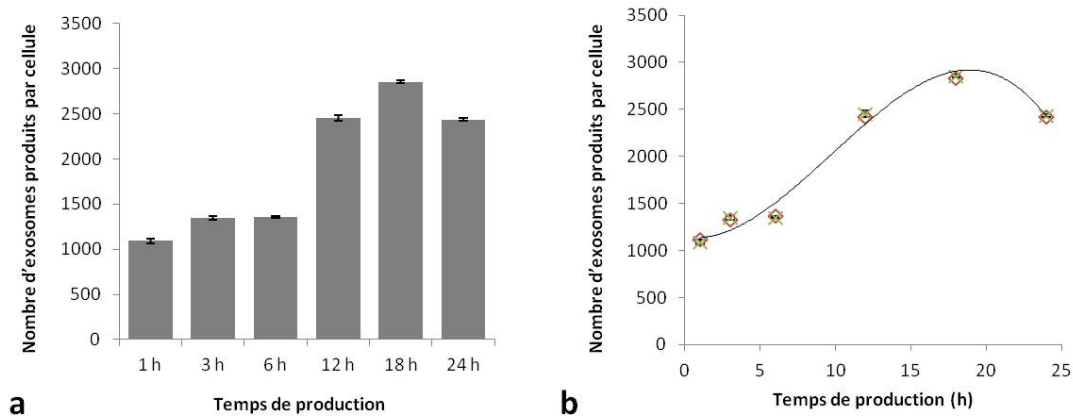 Nombre d'exosomes produits par cellule
3500
3000
2500
2000
1500
1000
500
0
1 h 3 h 6 h 12 h 18 h 24 h
Temps de production
a
Nombre d'exosomes produits par cellule
3500
3000
2500
2000
1500
1000
500
0
0 5 10 15 20 25
Temps de production (h)
b